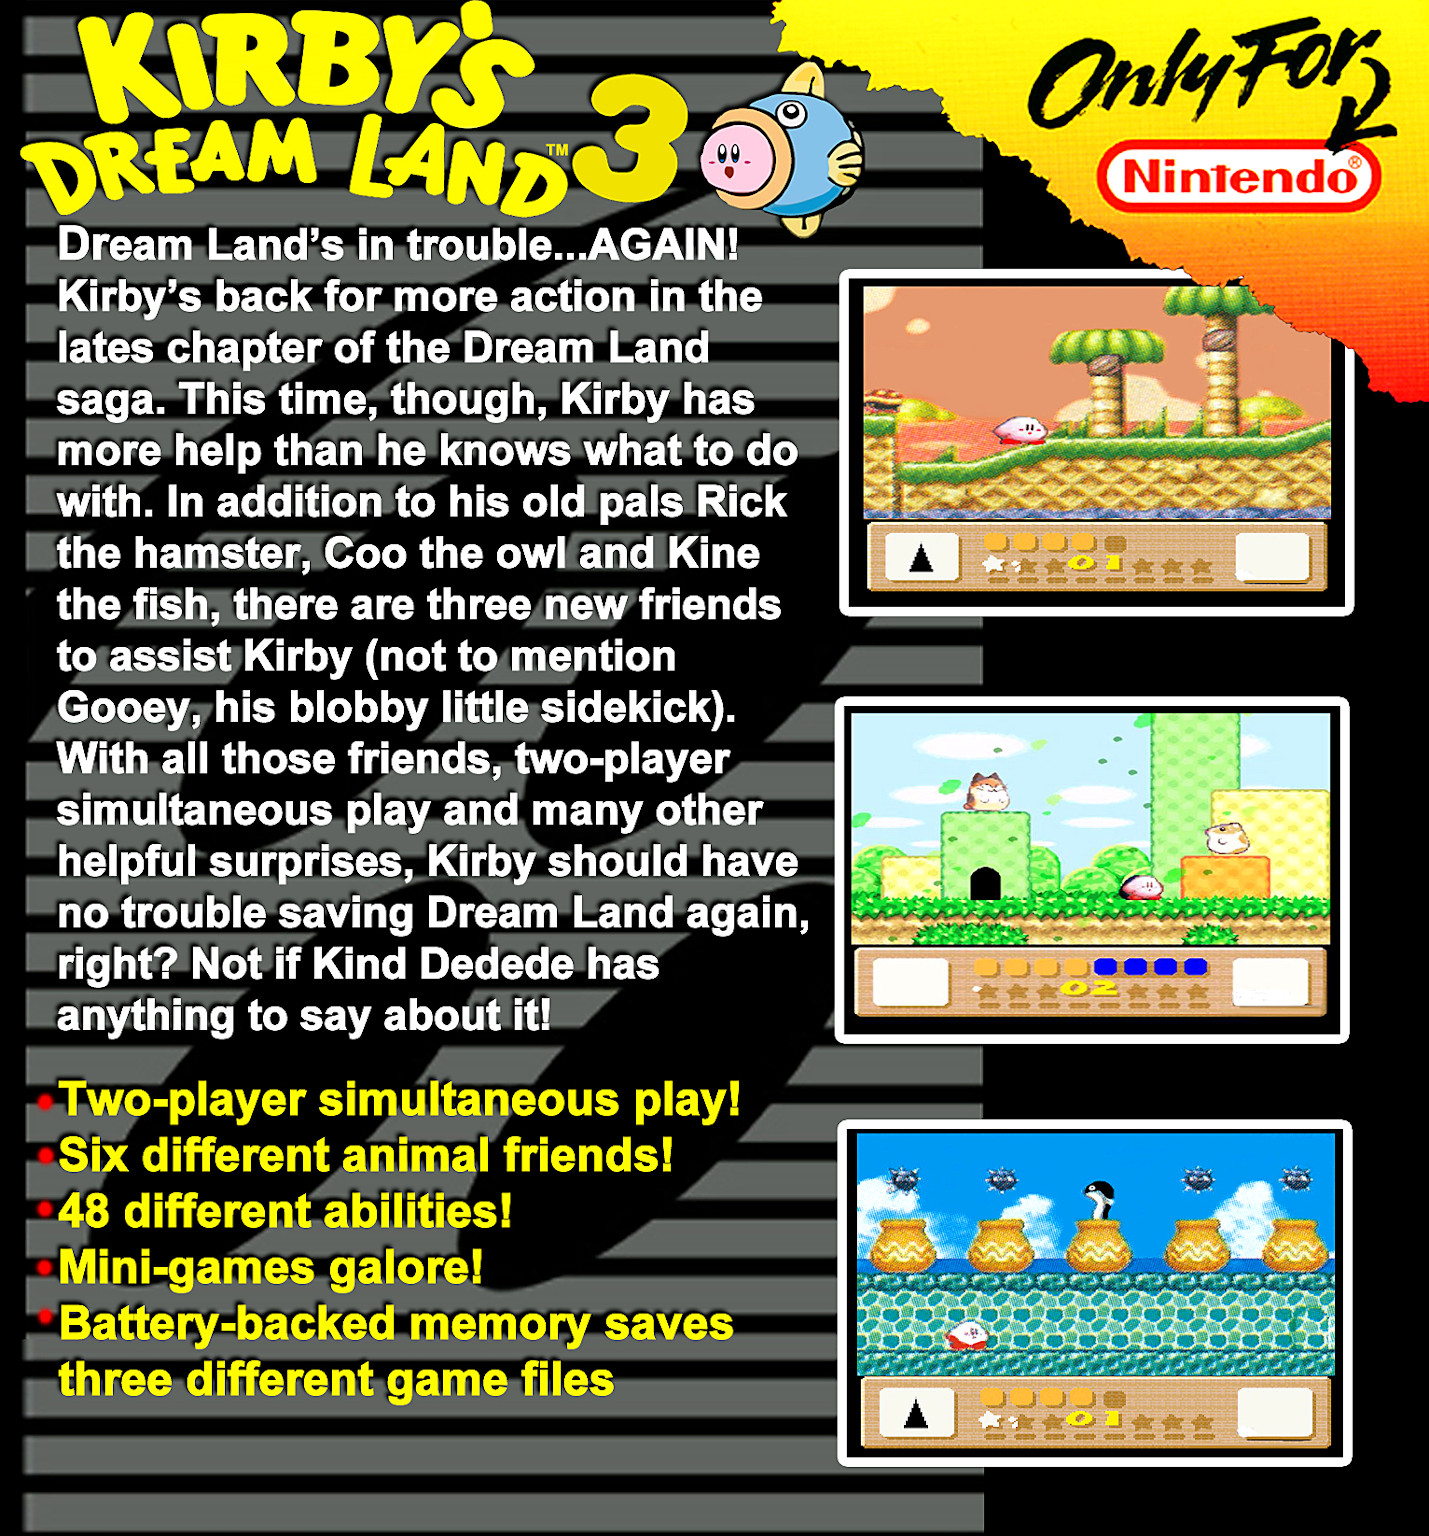 KIRBY'S
DREAM LAND™ 3
Only For
Nintendo®
Dream Land’s in trouble...AGAIN!
Kirby’s back for more action in the
lates chapter of the Dream Land
saga. This time, though, Kirby has
more help than he knows what to do
with. In addition to his old pals Rick
the hamster, Coo the owl and Kine
the fish, there are three new friends
to assist Kirby (not to mention
Gooey, his blobby little sidekick).
With all those friends, two-player
simultaneous play and many other
helpful surprises, Kirby should have
no trouble saving Dream Land again,
right? Not if Kind Dedede has
anything to say about it!
•Two-player simultaneous play!
•Six different animal friends!
•48 different abilities!
•Mini-games galore!
•Battery-backed memory saves
three different game files
01
02
01